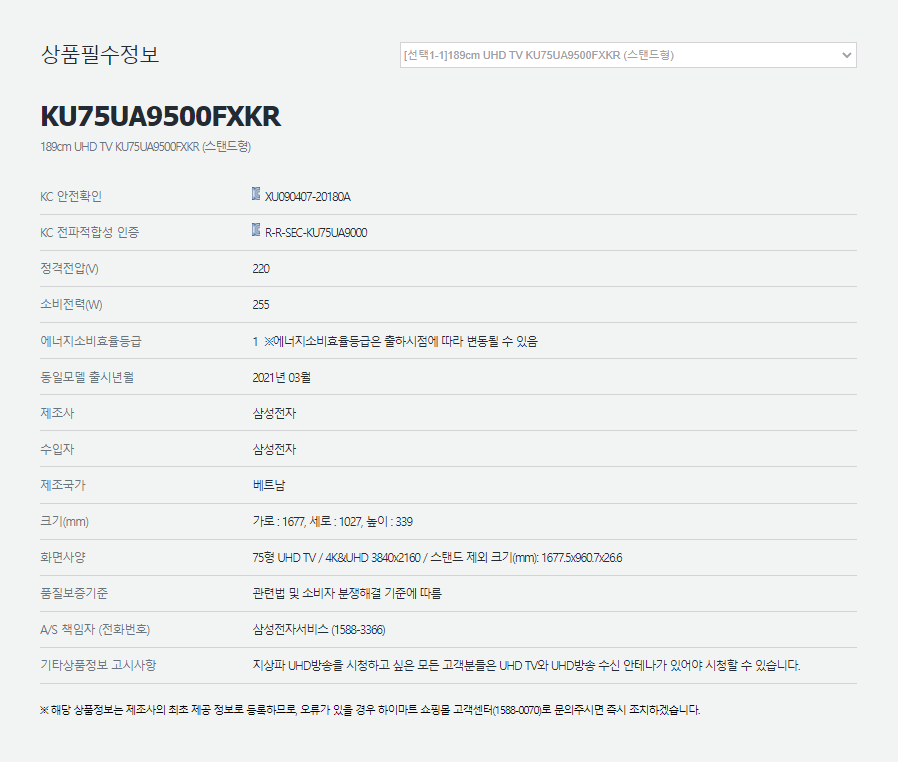 상품필수정보
[선택1-1]189cm UHD TV KU75UA9500FXKR (스탠드형)
KU75UA9500FXKR
189cm UHD TV KU75UA9500FXKR (스탠드형)
KC 안전확인 XU090407-20180A
KC 전파적합성 인증 R-R-SEC-KU75UA9000
정격전압(V) 220
소비전력(W) 255
에너지소비효율등급 1 ※에너지소비효율등급은 출하시점에 따라 변동될 수 있음
동일모델 출시년월 2021년 03월
제조사 삼성전자
수입자 삼성전자
제조국가 베트남
크기(mm) 가로 : 1677, 세로 : 1027, 높이 : 339
화면사양 75형 UHD TV / 4K&UHD 3840x2160 / 스탠드 제외 크기(mm): 1677.5x960.7x26.6
품질보증기준 관련법 및 소비자 분쟁해결 기준에 따름
A/S 책임자 (전화번호) 삼성전자서비스 (1588-3366)
기타상품정보 고시사항 지상파 UHD방송을 시청하고 싶은 모든 고객분들은 UHD TV와 UHD방송 수신 안테나가 있어야 시청할 수 있습니다.
※ 해당 상품정보는 제조사의 최초 제공 정보로 등록하므로, 오류가 있을 경우 하이마트 쇼핑몰 고객센터(1588-0070)로 문의주시면 즉시 조치하겠습니다.